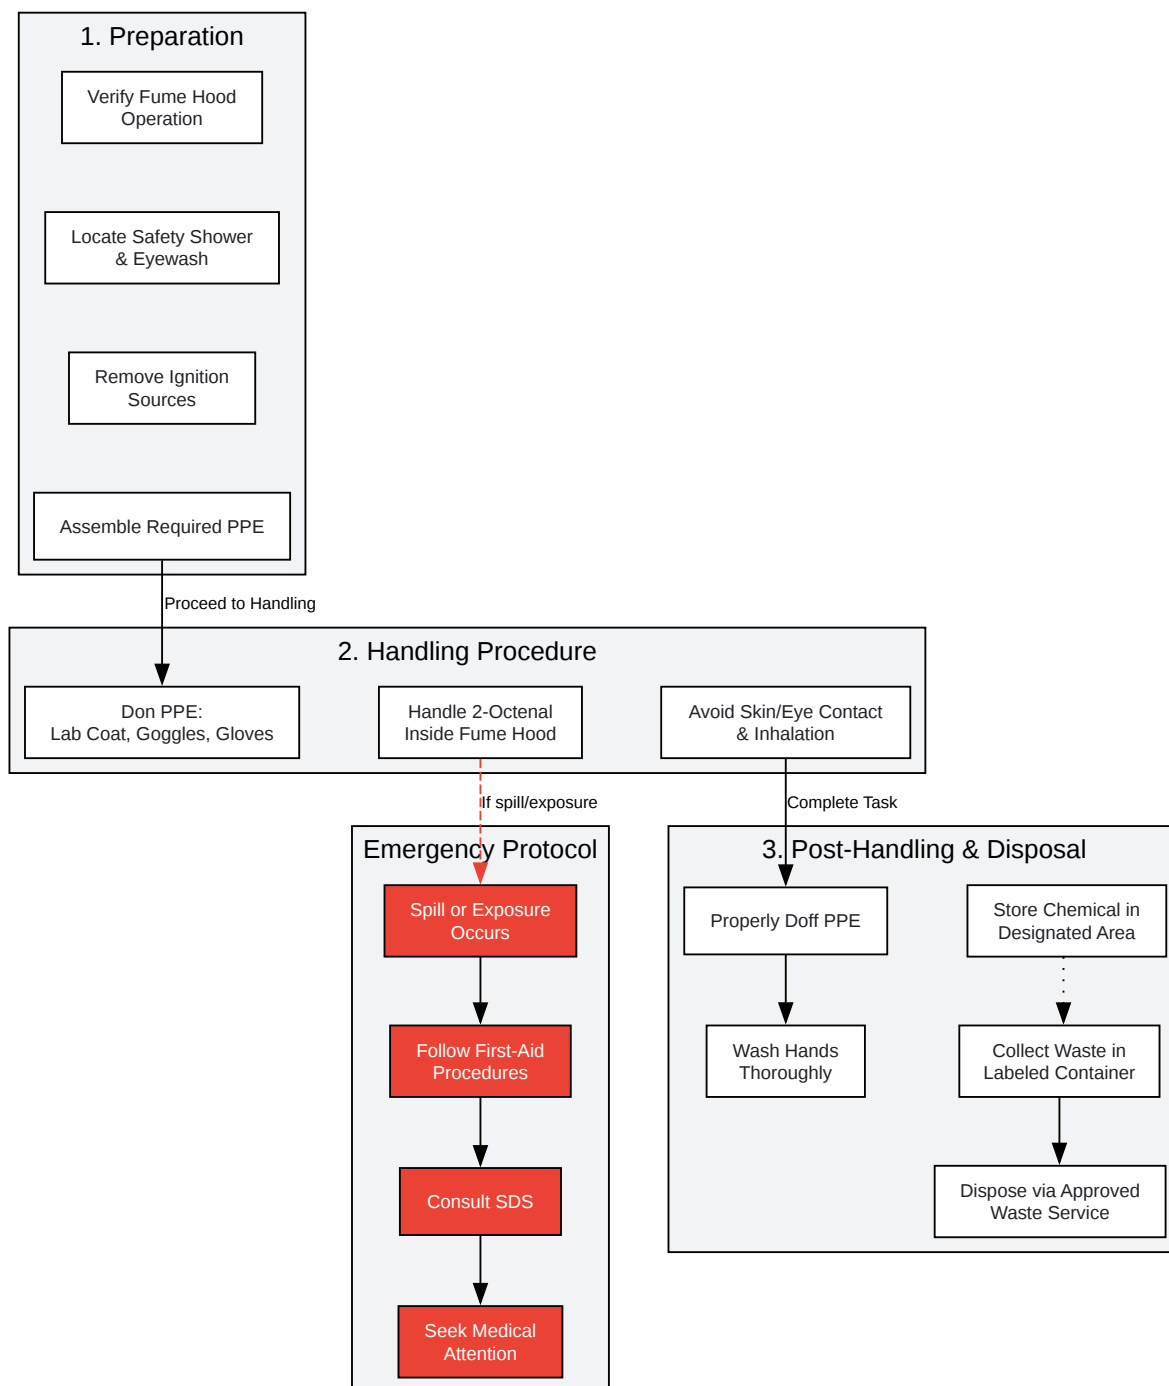 1. Preparation
Verify Fume Hood
Operation
Locate Safety Shower
& Eyewash
Remove Ignition
Sources
Assemble Required PPE
Proceed to Handling
2. Handling Procedure
Don PPE:
Lab Coat, Goggles, Gloves
Handle 2-Octenal
Inside Fume Hood
Avoid Skin/Eye Contact
& Inhalation
If spill/exposure
Complete Task
Emergency Protocol
Spill or Exposure
Occurs
Follow First-Aid
Procedures
Consult SDS
Seek Medical
Attention
3. Post-Handling & Disposal
Properly Doff PPE
Wash Hands
Thoroughly
Store Chemical in
Designated Area
Collect Waste in
Labeled Container
Dispose via Approved
Waste Service